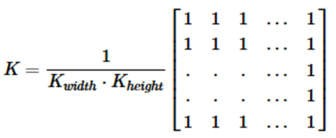 K = 1 / (K_width · K_height) [
1 1 1 ... 1
1 1 1 ... 1
. . . ... 1
. . . ... 1
1 1 1 ... 1
]